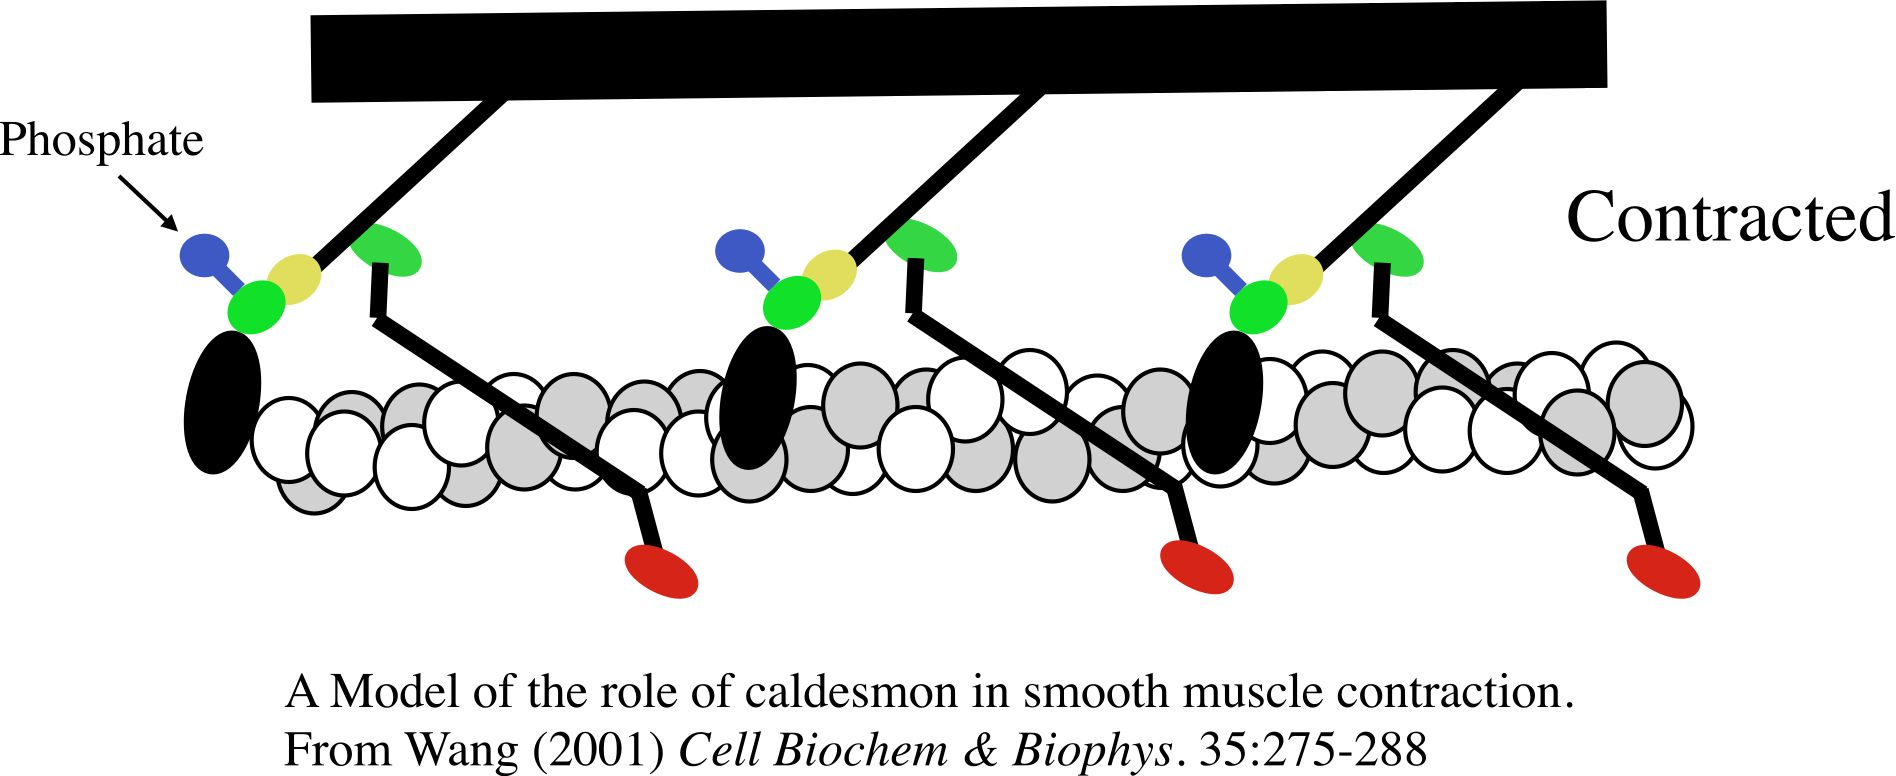 Phosphate
Contracted
A Model of the role of caldesmon in smooth muscle contraction.
From Wang (2001) Cell Biochem & Biophys. 35:275-288